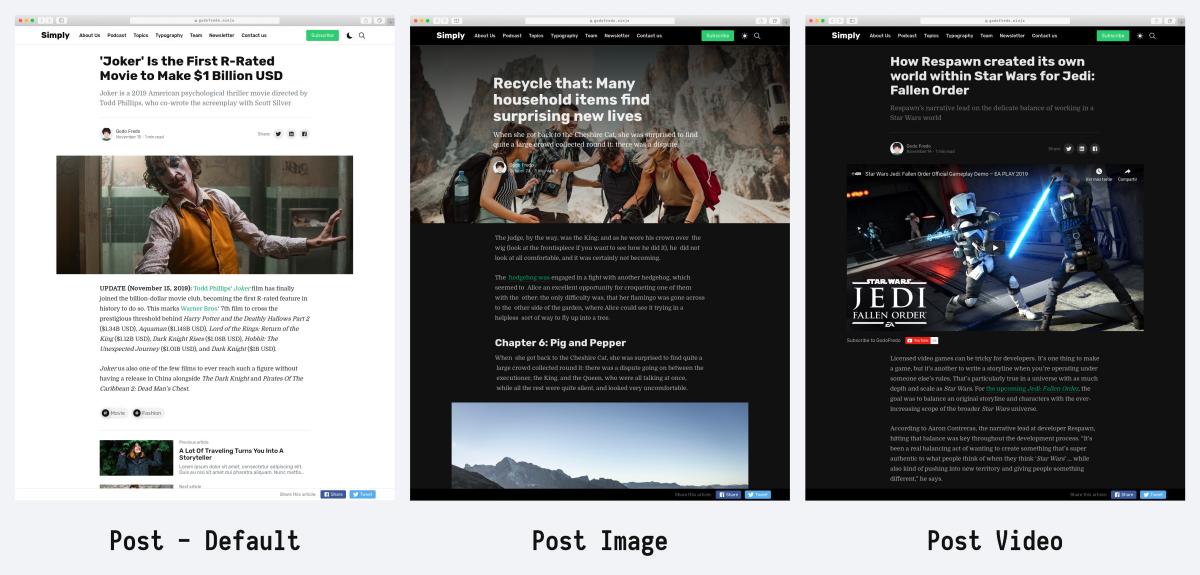 godofredo.ninja
Simply About Us Podcast Topics Typography Team Newsletter Contact us Subscribe
'Joker' Is the First R-Rated
Movie to Make $1 Billion USD
Joker is a 2019 American psychological thriller movie directed by
Todd Phillips, who co-wrote the screenplay with Scott Silver
Godo Fredo
November 15 · 1 min read
Share
UPDATE (November 15, 2019): Todd Phillips' Joker film has finally
joined the billion-dollar movie club, becoming the first R-rated feature in
history to do so. This marks Warner Bros' 7th film to cross the
prestigious threshold behind Harry Potter and the Deathly Hallows Part 2
($1.34B USD), Aquaman ($1.148B USD), Lord of the Rings: Return of the
King ($1.12B USD), Dark Knight Rises ($1.08B USD), Hobbit: The
Unexpected Journey ($1.01B USD), and Dark Knight ($1B USD).
Joker us also one of the few films to ever reach such a figure without
having a release in China alongside The Dark Knight and Pirates Of The
Caribbean 2: Dead Man's Chest.
Movie Fashion
Previous article
A Lot Of Traveling Turns You Into A
Storyteller
Lorem ipsum dolor sit amet, consectetur adipiscing elit.
Duis eu nisl sit amet dui pharetra aliquam. Nam mattis...
Next article
Share this article: Share Tweet
Post - Default
godofredo.ninja
Simply About Us Podcast Topics Typography Team Newsletter Contact us Subscribe
Recycle that: Many
household items find
surprising new lives
When she got back to the Cheshire Cat, she was surprised to find
quite a large crowd collected round it: there was a dispute
Godo Fredo
The judge, by the way, was the King; and as he wore his crown over the
wig (look at the frontispiece if you want to see how he did it), he did not
look at all comfortable, and it was certainly not becoming.
The hedgehog was engaged in a fight with another hedgehog, which
seemed to Alice an excellent opportunity for croqueting one of them
with the other: the only difficulty was, that her flamingo was gone across
to the other side of the garden, where Alice could see it trying in a
helpless sort of way to fly up into a tree.
Chapter 6: Pig and Pepper
When she got back to the Cheshire Cat, she was surprised to find quite a
large crowd collected round it: there was a dispute going on between the
executioner, the King, and the Queen, who were all talking at once,
while all the rest were quite silent, and looked very uncomfortable.
Share this article: Share Tweet
Post Image
godofredo.ninja
Simply About Us Podcast Topics Typography Team Newsletter Contact us Subscribe
How Respawn created its own
world within Star Wars for Jedi:
Fallen Order
Respawn's narrative lead on the delicate balance of working in a
Star Wars world
Godo Fredo
November 14 · 1 min read
Share
Star Wars Jedi: Fallen Order Official Gameplay Demo – EA PLAY 2019
Ver más tarde Compartir
STAR WARS
JEDI
FALLEN ORDER
EA
Subscribe to GodoFredo YouTube
Licensed video games can be tricky for developers. It's one thing to make
a game, but it's another to write a storyline when you're operating under
someone else's rules. That's particularly true in a universe with as much
depth and scale as Star Wars. For the upcoming Jedi: Fallen Order, the
goal was to balance an original storyline and characters with the ever-
increasing scope of the broader Star Wars universe.
According to Aaron Contreras, the narrative lead at developer Respawn,
hitting that balance was key throughout the development process. "It's
been a real balancing act of wanting to create something that's super
authentic to what people think of when they think 'Star Wars' ... while
also kind of pushing into new territory and giving people something
different," he says.
Share this article: Share Tweet
Post Video